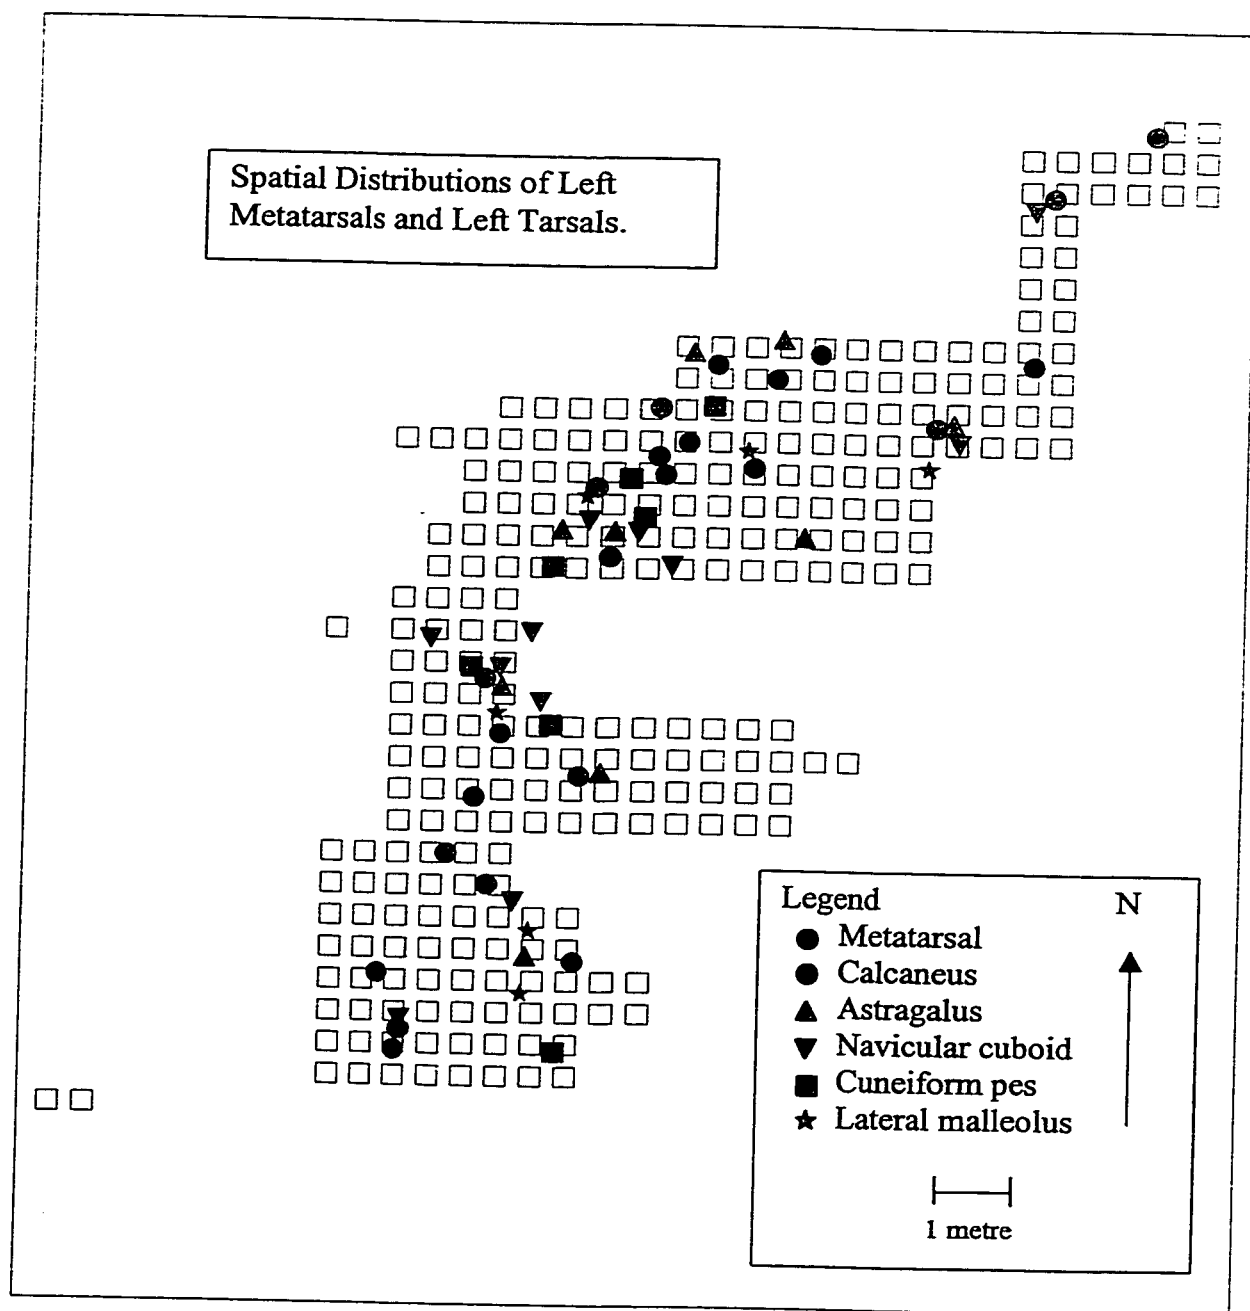 Spatial Distributions of Left
Metatarsals and Left Tarsals.
Legend
N
Metatarsal
Calcaneus
Astragalus
Navicular cuboid
Cuneiform pes
Lateral malleolus
1 metre